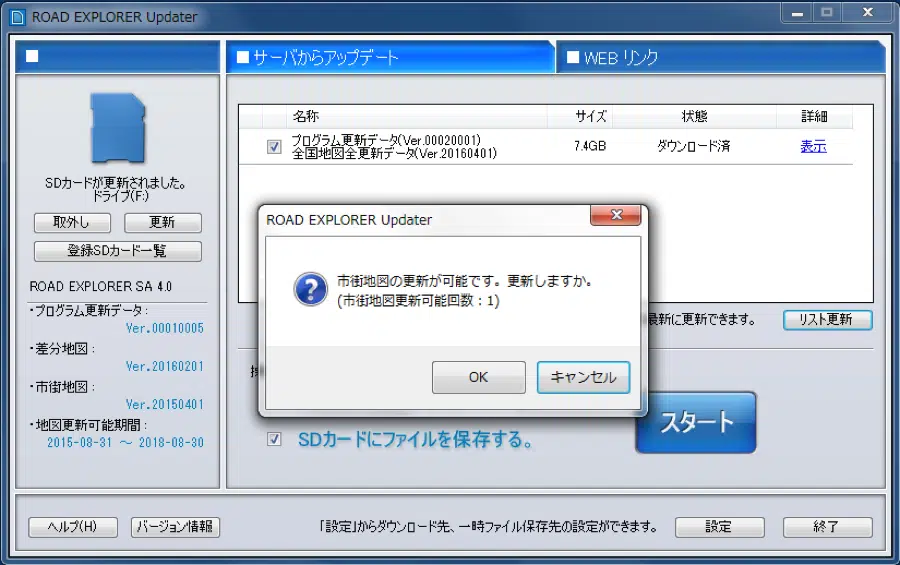 ROAD EXPLORER Updater
サーバからアップデート
WEB リンク
SDカードが更新されました。
ドライブ(F:)
取外し
更新
登録SDカード一覧
ROAD EXPLORER SA 4.0
・プログラム更新データ:
Ver.00010005
・差分地図:
Ver.20160201
・市街地図:
Ver.20150401
・地図更新可能期間:
2015-08-31 ～ 2018-08-30
名称
サイズ
状態
詳細
プログラム更新データ(Ver.00020001)
全国地図全更新データ(Ver.20160401)
7.4GB
ダウンロード済
表示
ROAD EXPLORER Updater
市街地図の更新が可能です。更新しますか。
(市街地図更新可能回数:1)
OK
キャンセル
最新に更新できます。
リスト更新
SDカードにファイルを保存する。
スタート
ヘルプ(H)
バージョン情報
「設定」からダウンロード先、一時ファイル保存先の設定ができます。
設定
終了